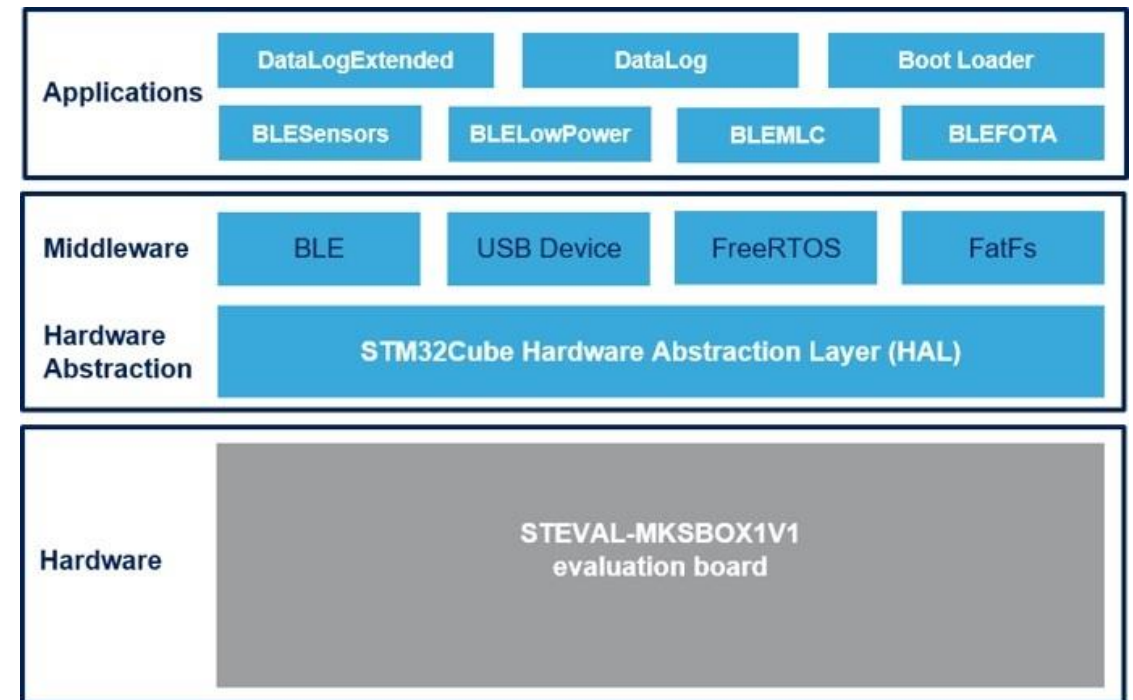 Applications
DataLogExtended
DataLog
Boot Loader
BLESensors
BLELowPower
BLEMLC
BLEFOTA
Middleware
BLE
USB Device
FreeRTOS
FatFs
Hardware
Abstraction
STM32Cube Hardware Abstraction Layer (HAL)
Hardware
STEVAL-MKSBOX1V1
evaluation board